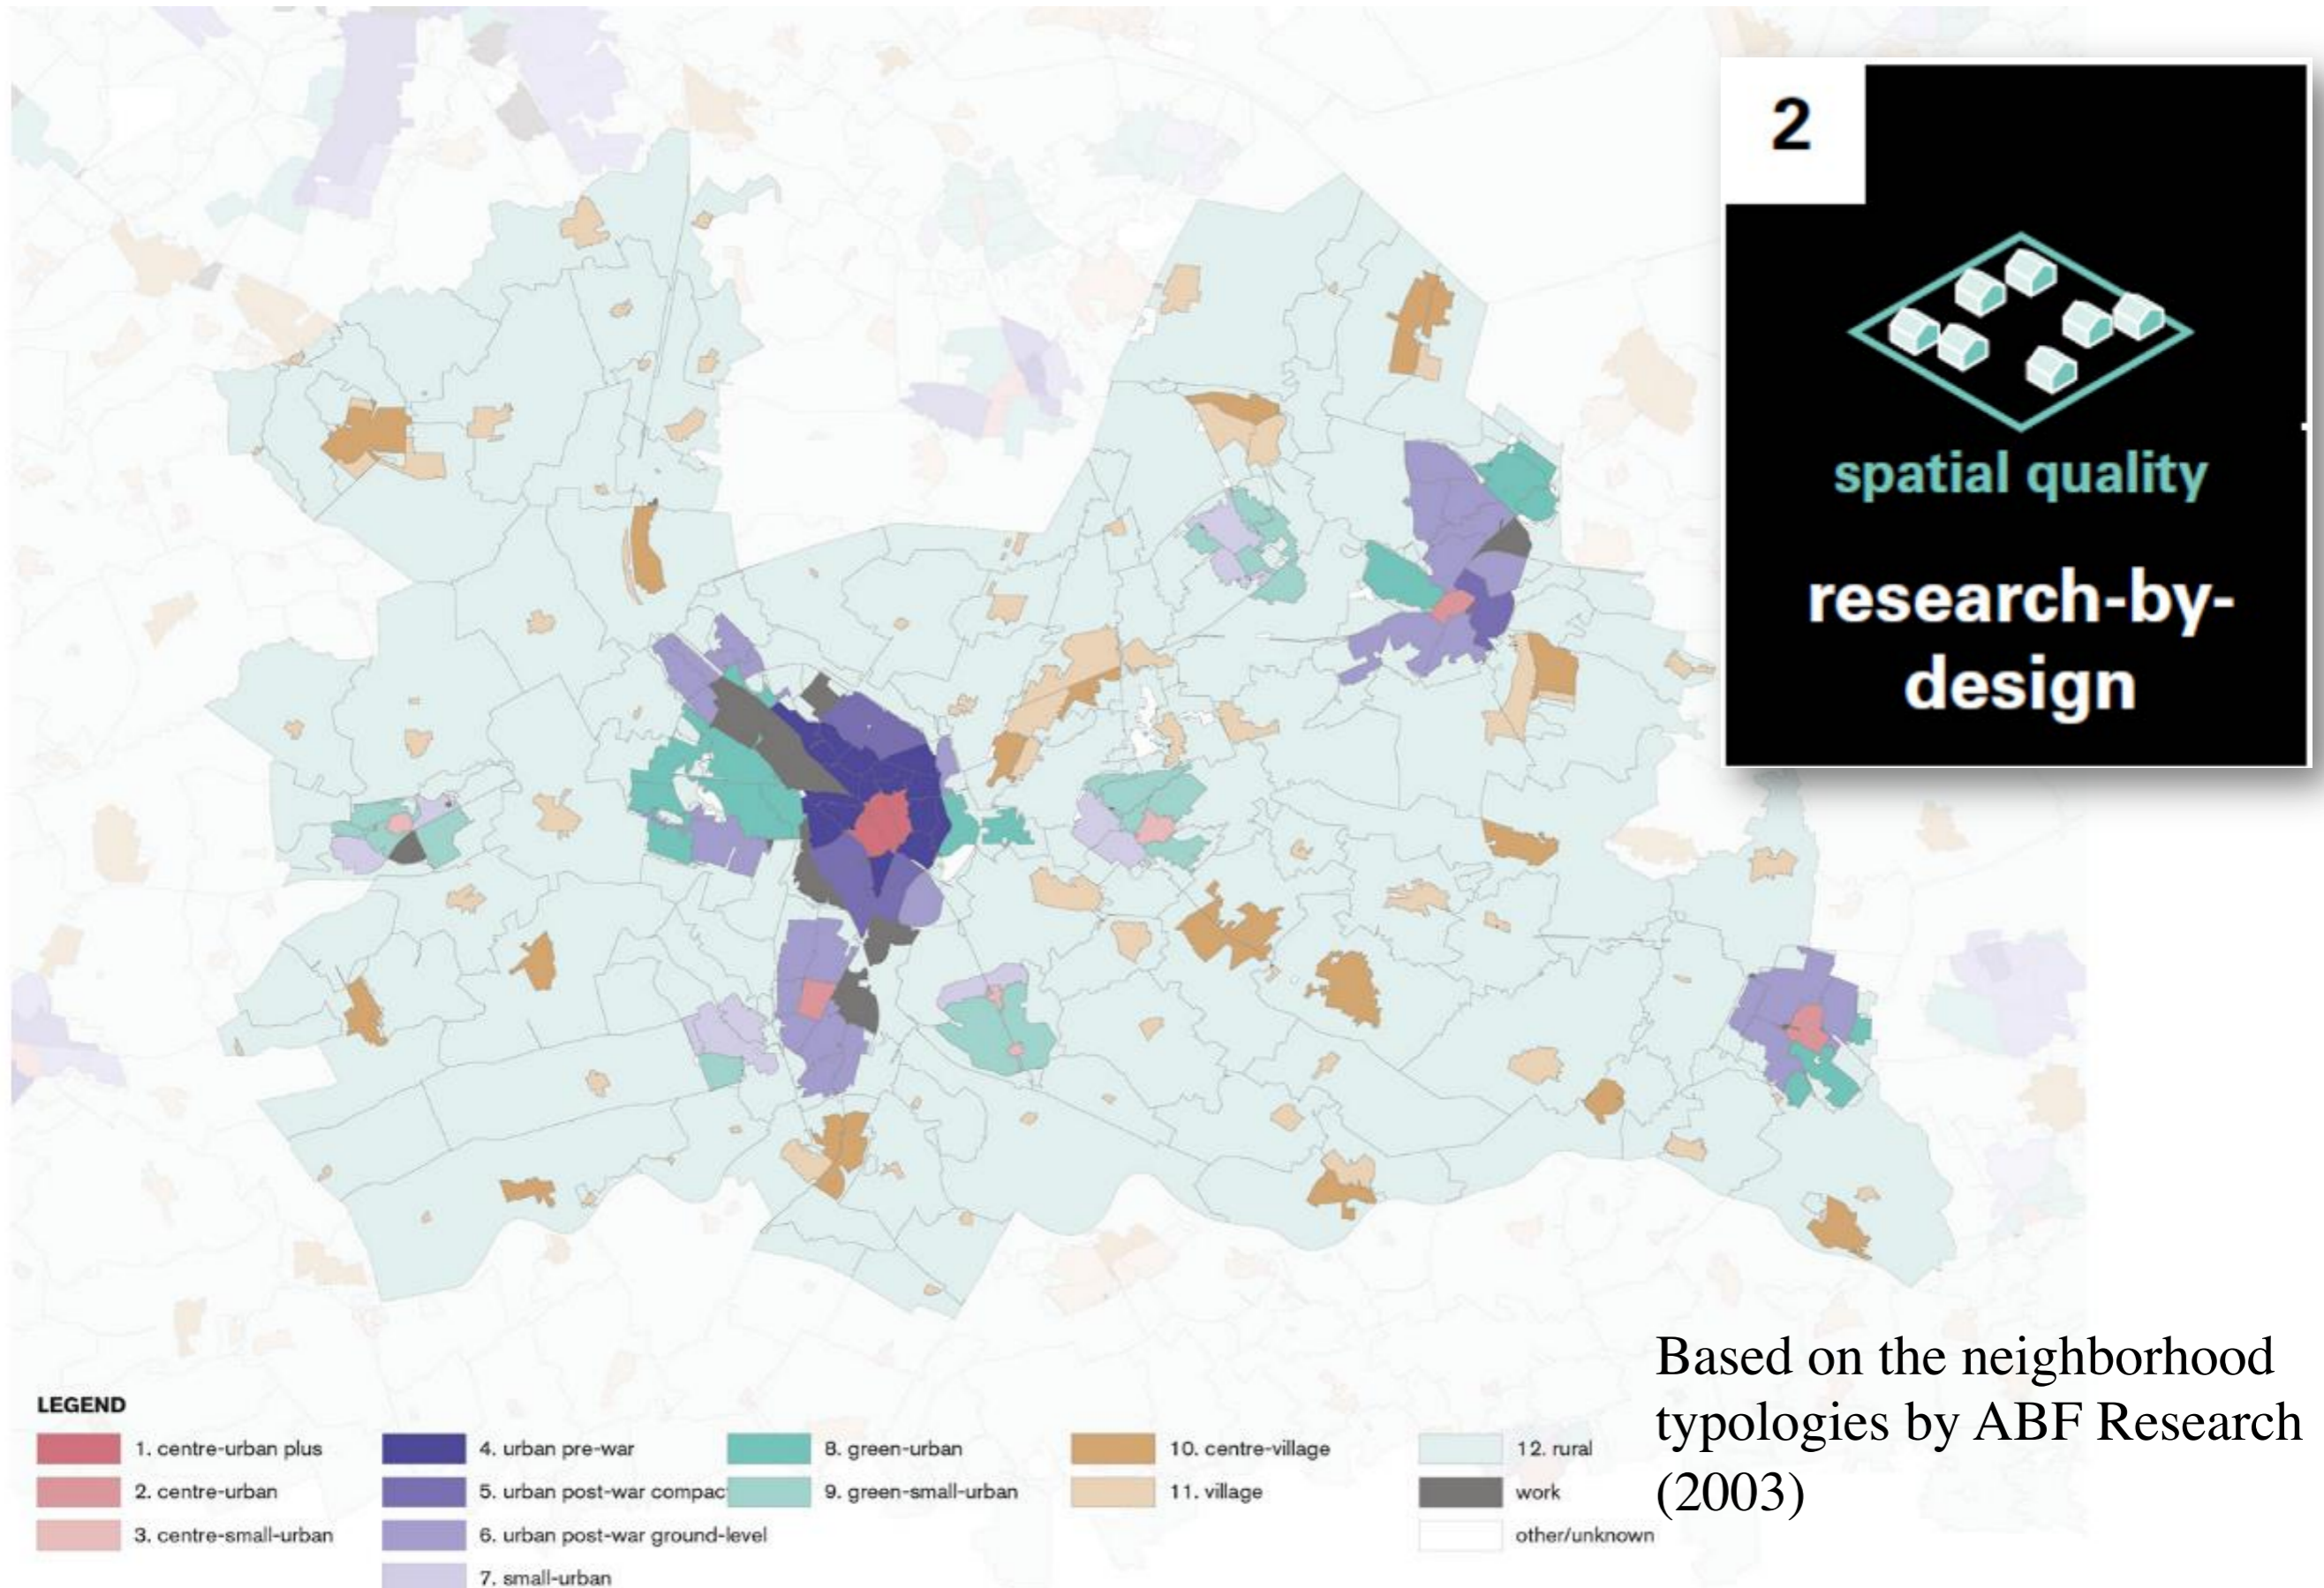 2
spatial quality
research-by-
design
Based on the neighborhood
typologies by ABF Research
(2003)
LEGEND
1. centre-urban plus
2. centre-urban
3. centre-small-urban
4. urban pre-war
5. urban post-war compac
6. urban post-war ground-level
7. small-urban
8. green-urban
9. green-small-urban
10. centre-village
11. village
12. rural
work
other/unknown